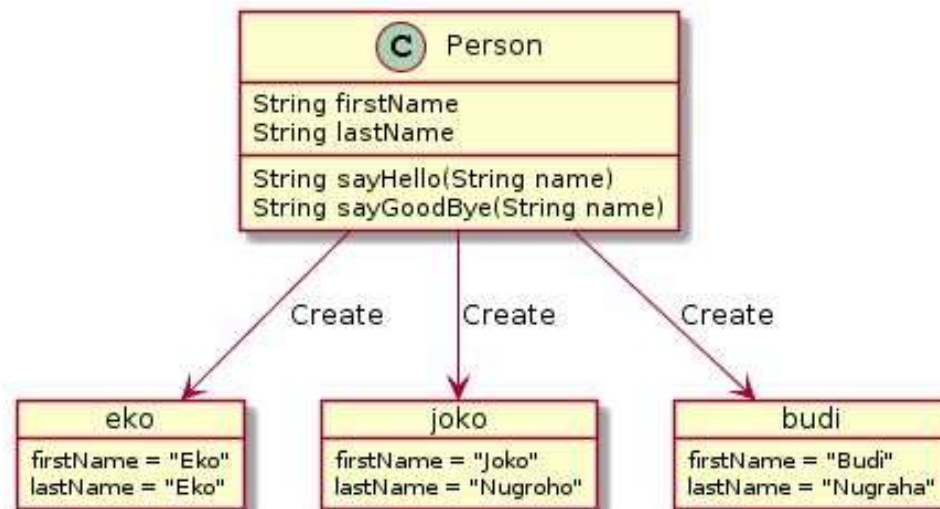 C Person
String firstName
String lastName
String sayHello(String name)
String sayGoodBye(String name)
Create Create Create
eko
firstName = "Eko"
lastName = "Eko"
joko
firstName = "Joko"
lastName = "Nugroho"
budi
firstName = "Budi"
lastName = "Nugraha"